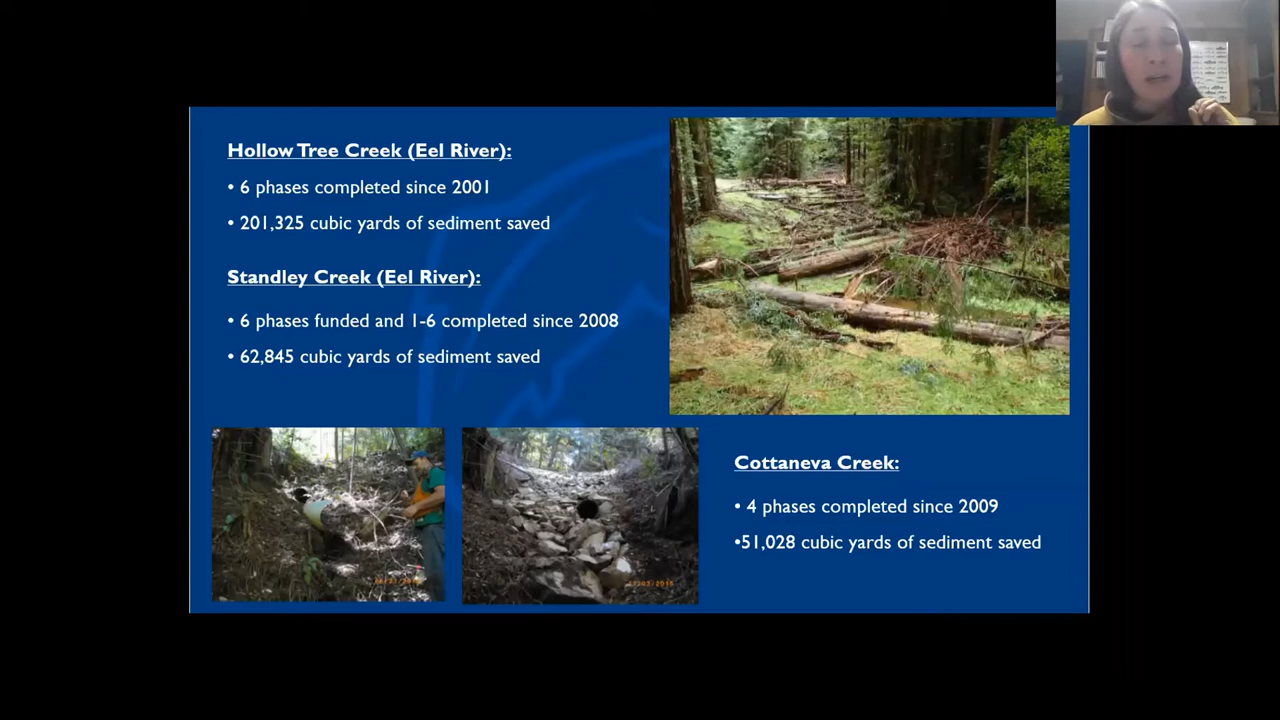 Hollow Tree Creek (Eel River):
• 6 phases completed since 2001
• 201,325 cubic yards of sediment saved
Standley Creek (Eel River):
• 6 phases funded and 1-6 completed since 2008
• 62,845 cubic yards of sediment saved
Cottaneva Creek:
• 4 phases completed since 2009
•51,028 cubic yards of sediment saved